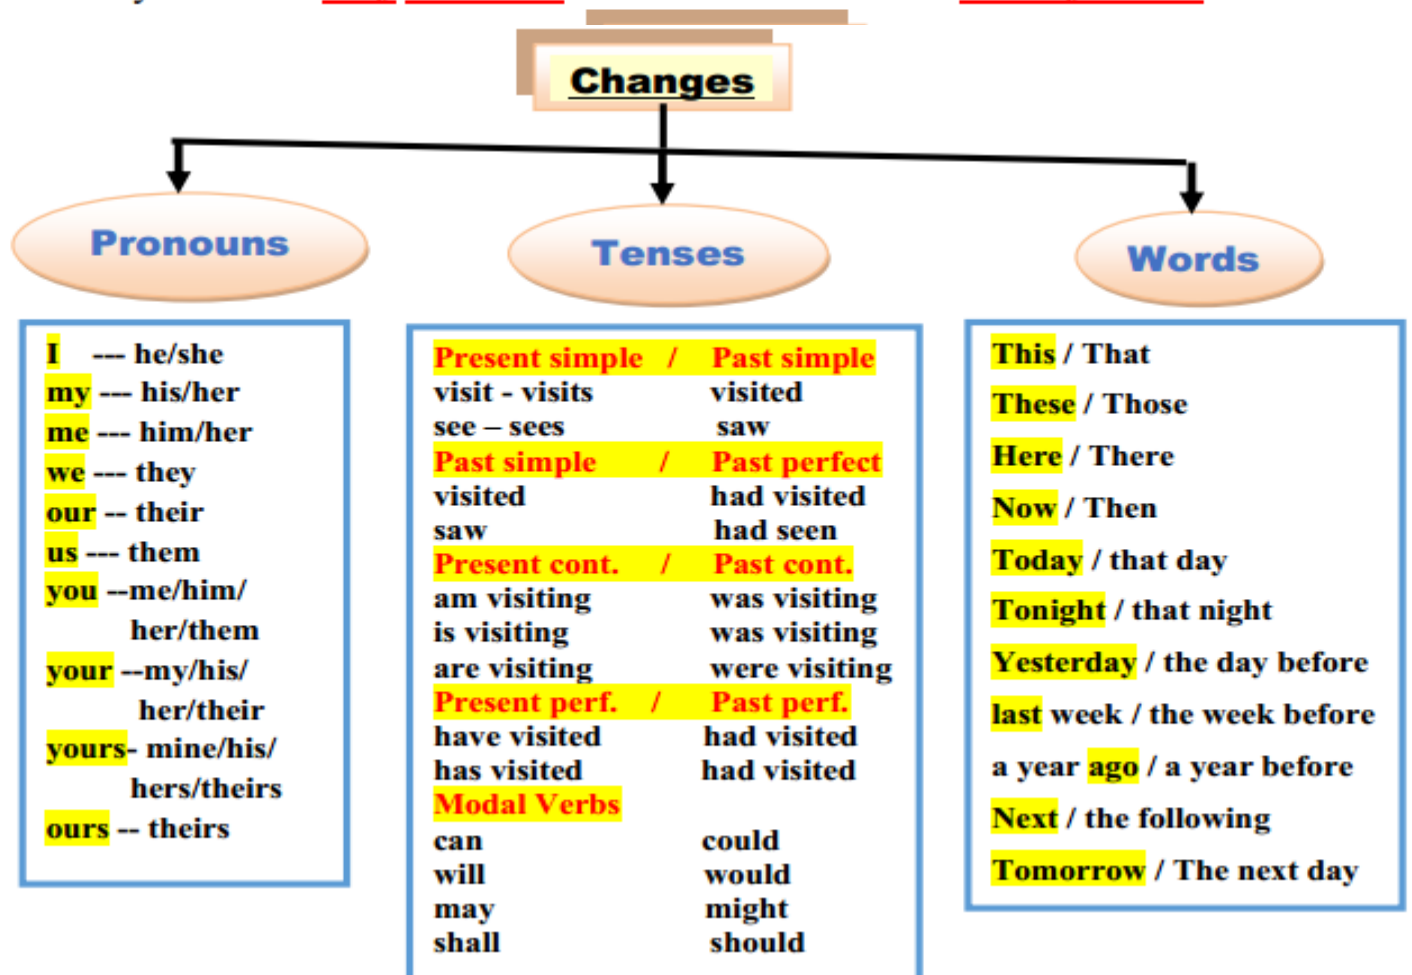 Changes
Pronouns
Tenses
Words
I --- he/she
my --- his/her
me --- him/her
we --- they
our -- their
us --- them
you --me/him/
her/them
your --my/his/
her/their
yours- mine/his/
hers/theirs
ours -- theirs
Present simple / Past simple
visit - visits visited
see – sees saw
Past simple / Past perfect
visited had visited
saw had seen
Present cont. / Past cont.
am visiting was visiting
is visiting was visiting
are visiting were visiting
Present perf. / Past perf.
have visited had visited
has visited had visited
Modal Verbs
can could
will would
may might
shall should
This / That
These / Those
Here / There
Now / Then
Today / that day
Tonight / that night
Yesterday / the day before
last week / the week before
a year ago / a year before
Next / the following
Tomorrow / The next day